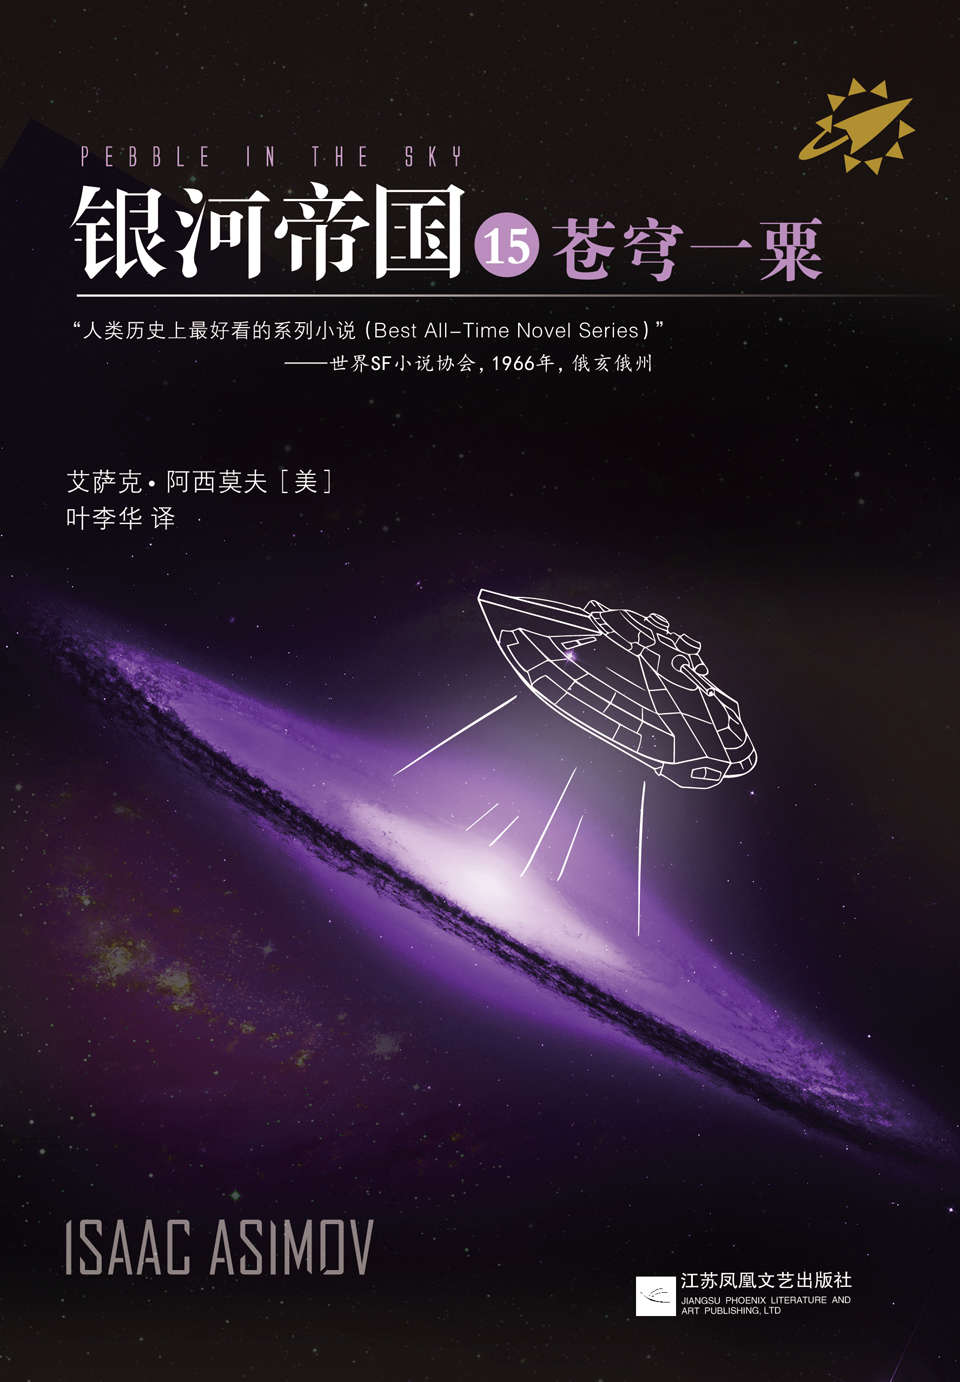 PEBBLE IN THE SKY
银河帝国 15 苍穹一粟
“人类历史上最好看的系列小说（Best All-Time Novel Series）”
——世界SF小说协会，1966年，俄亥俄州
艾萨克·阿西莫夫［美］
叶李华 译
ISAAC ASIMOV
江苏凤凰文艺出版社
JIANGSU PHOENIX LITERATURE AND
ART PUBLISHING, LTD